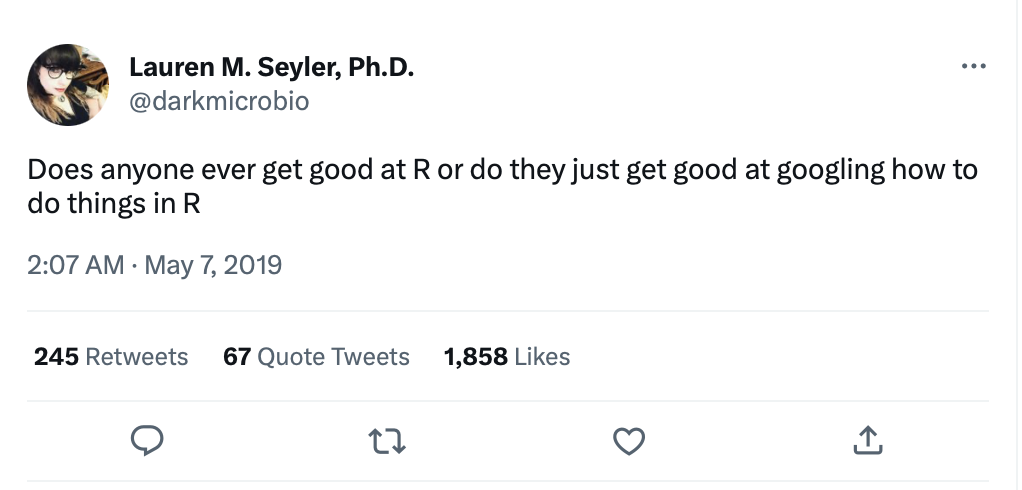 Lauren M. Seyler, Ph.D.
@darkmicrobio
Does anyone ever get good at R or do they just get good at googling how to
do things in R
2:07 AM · May 7, 2019
245 Retweets 67 Quote Tweets 1,858 Likes